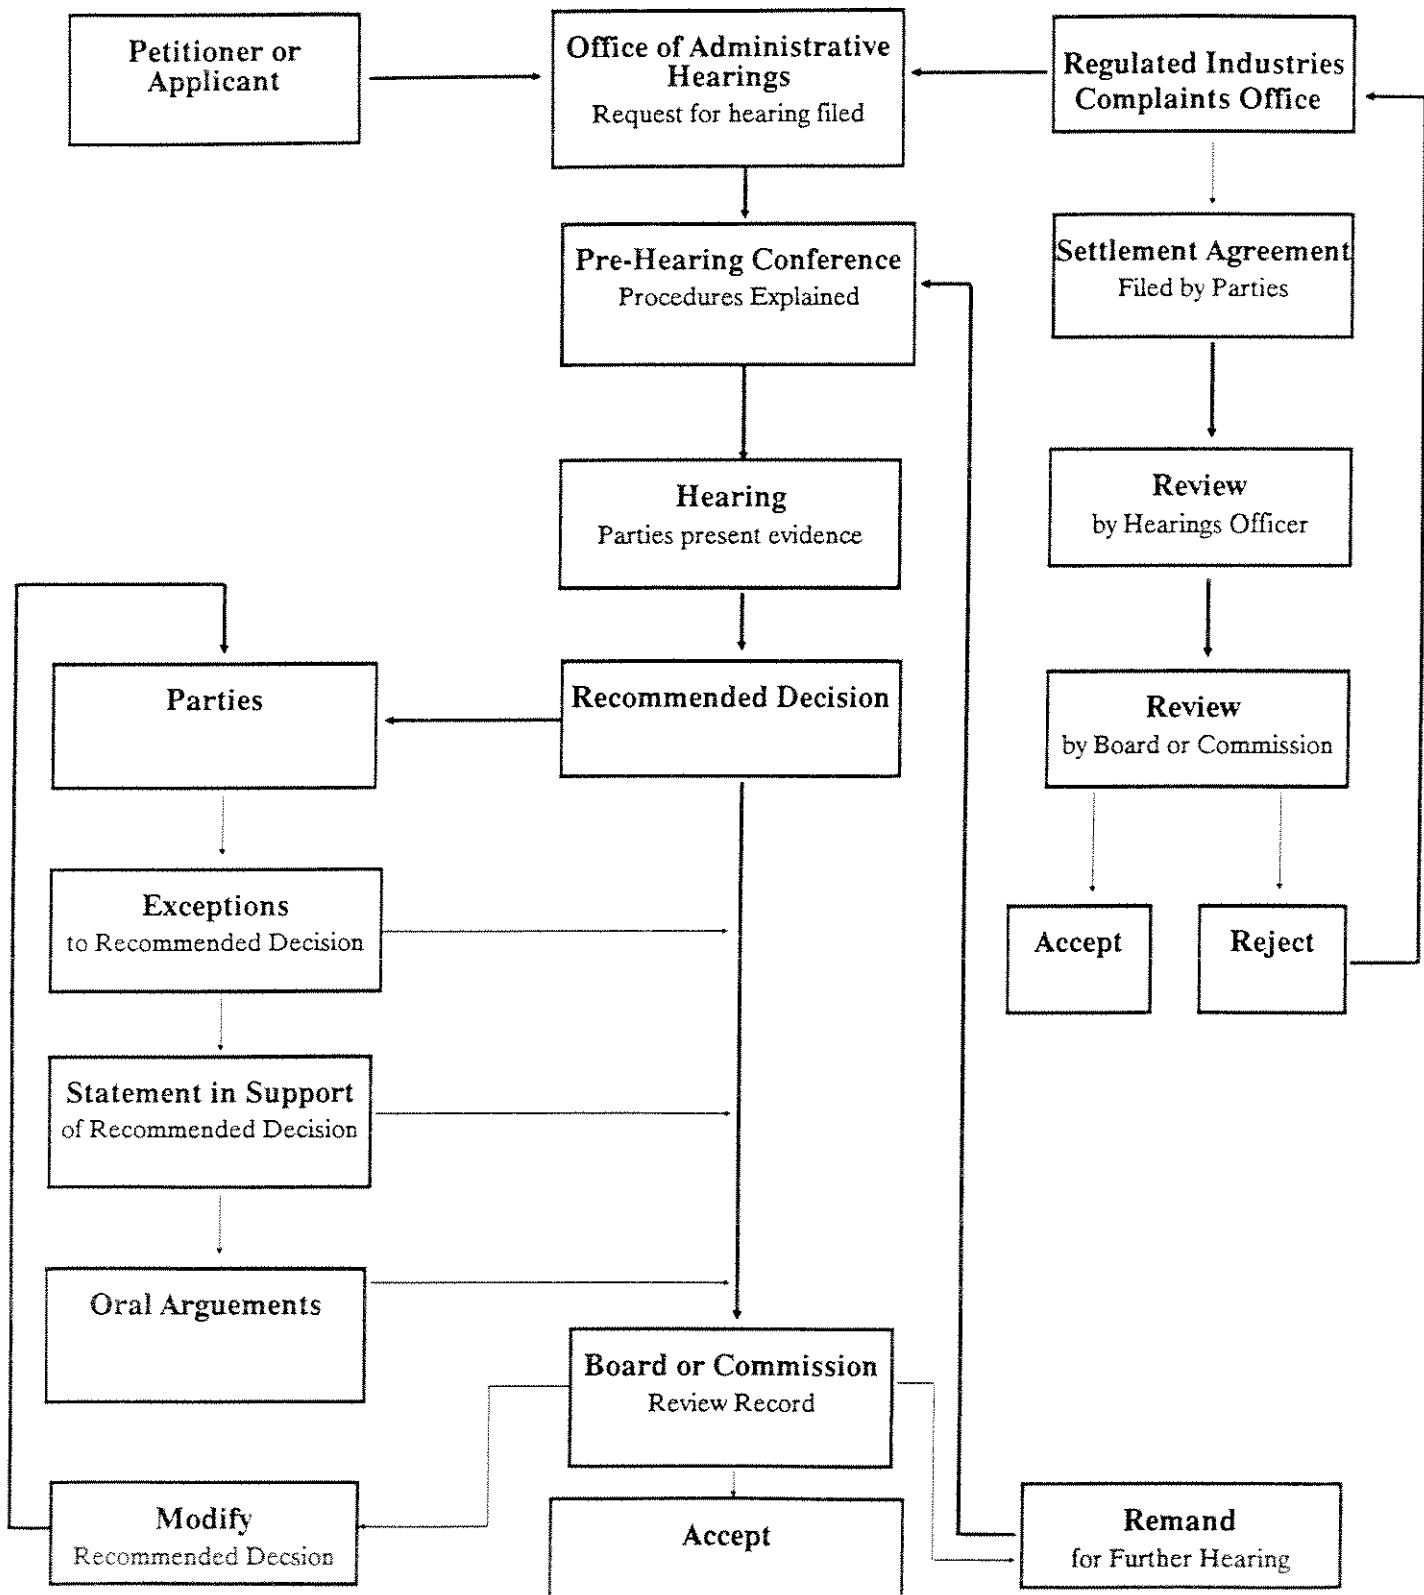 Petitioner or
Applicant
Office of Administrative
Hearings
Request for hearing filed
Regulated Industries
Complaints Office
Pre-Hearing Conference
Procedures Explained
Settlement Agreement
Filed by Parties
Hearing
Parties present evidence
Review
by Hearings Officer
Parties
Recommended Decision
Review
by Board or Commission
Exceptions
to Recommended Decision
Accept
Reject
Statement in Support
of Recommended Decision
Oral Arguements
Board or Commission
Review Record
Modify
Recommended Decsion
Accept
Remand
for Further Hearing